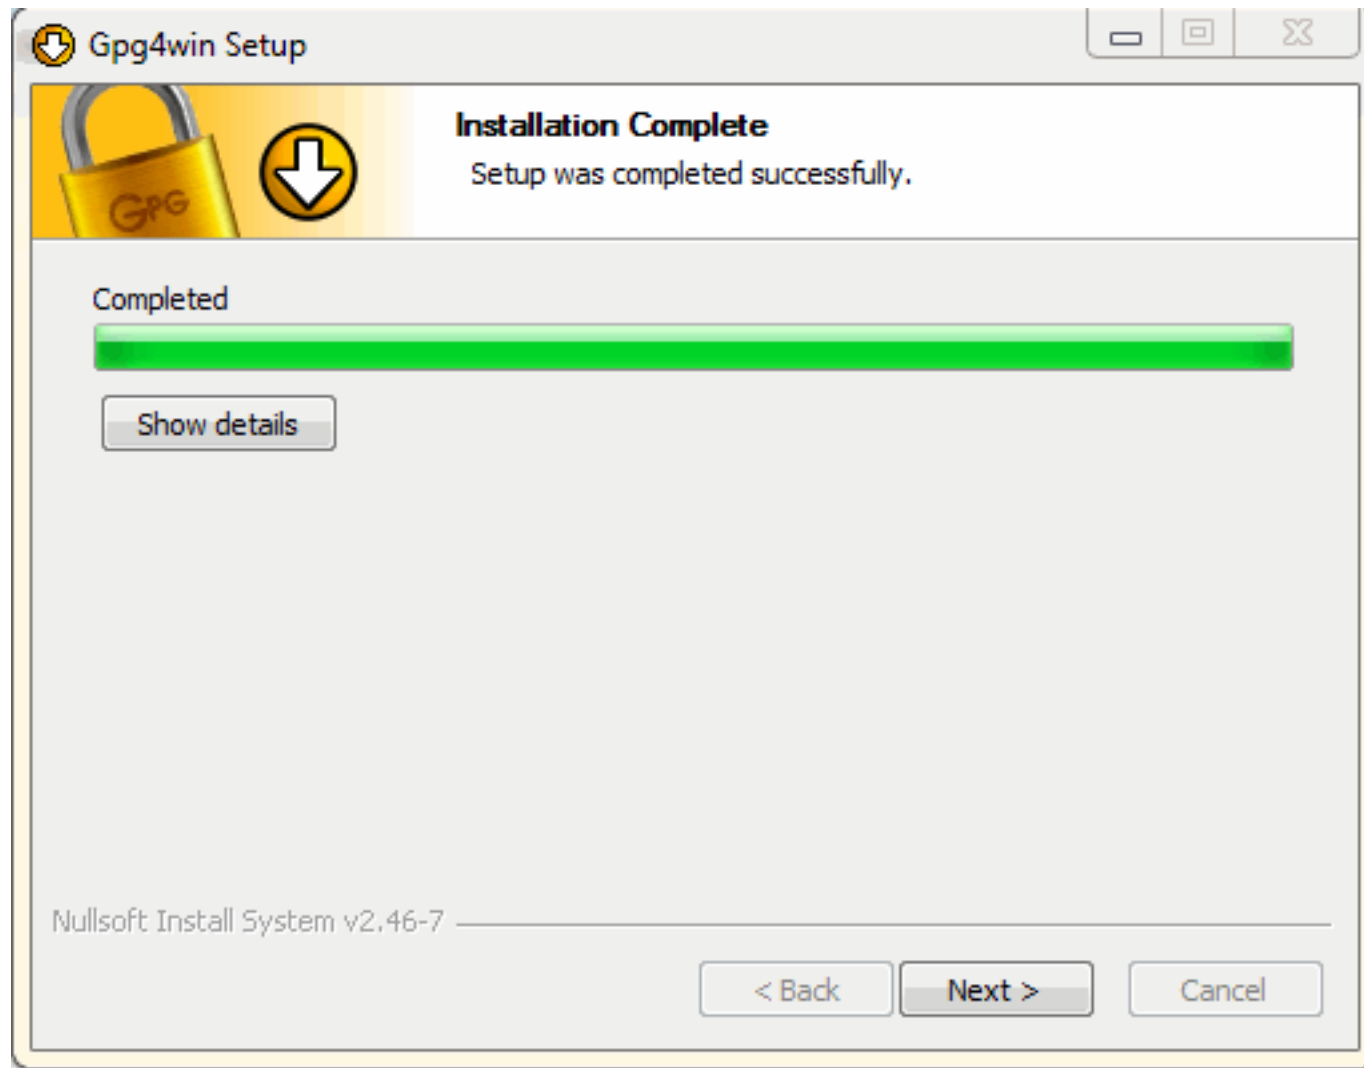 Gpg4win Setup
GPG
Installation Complete
Setup was completed successfully.
Completed
Show details
Nullsoft Install System v2.46-7
< Back
Next >
Cancel